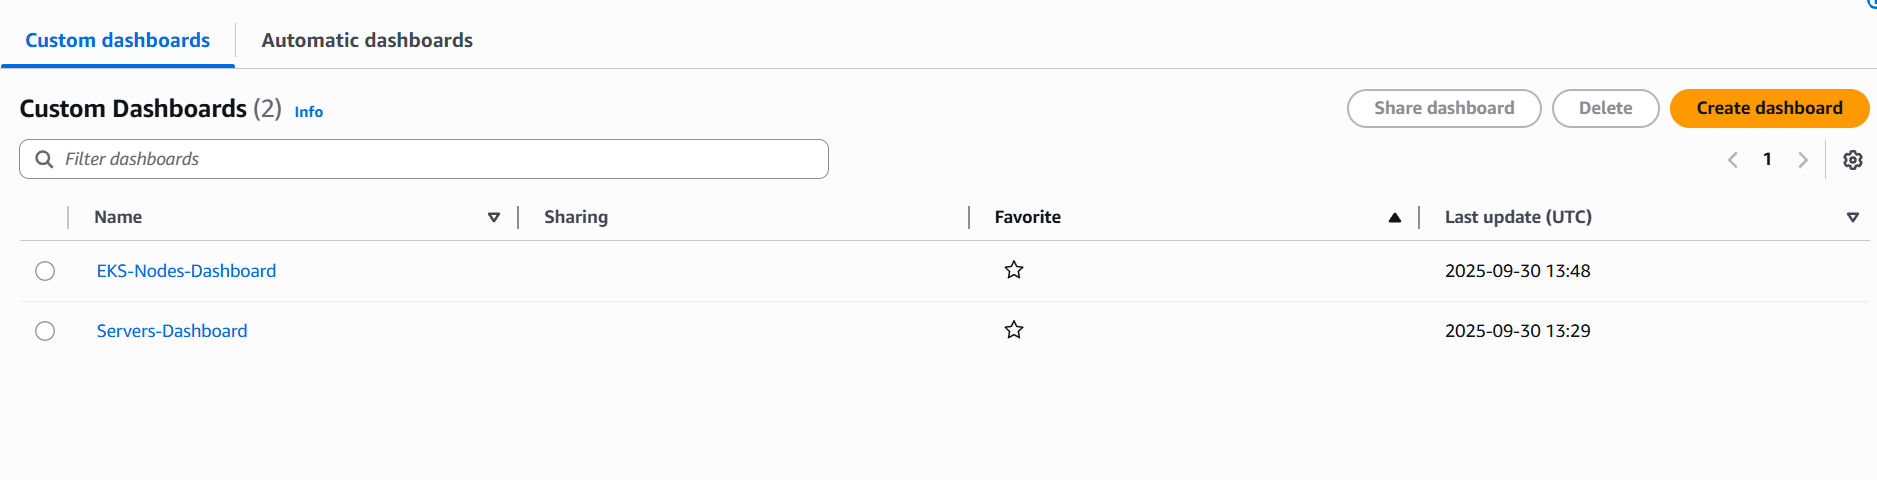 Custom dashboards
Automatic dashboards
Custom Dashboards (2) Info
Share dashboard
Delete
Create dashboard
Filter dashboards
1
Name
Sharing
Favorite
Last update (UTC)
EKS-Nodes-Dashboard
2025-09-30 13:48
Servers-Dashboard
2025-09-30 13:29